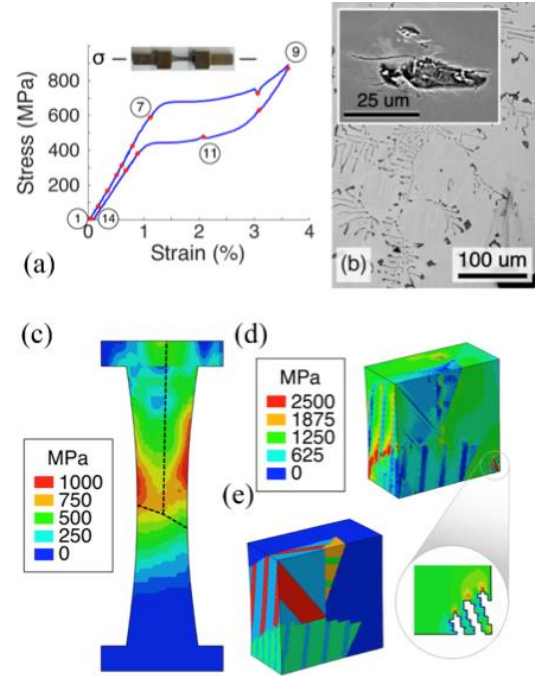 (a)
σ
Stress (MPa)
800
600
400
200
0
1
2
3
4
Strain (%)
1
7
9
11
14
25 um
(b)
100 um
(c)
MPa
1000
750
500
250
0
(d)
MPa
2500
1875
1250
625
0
(e)